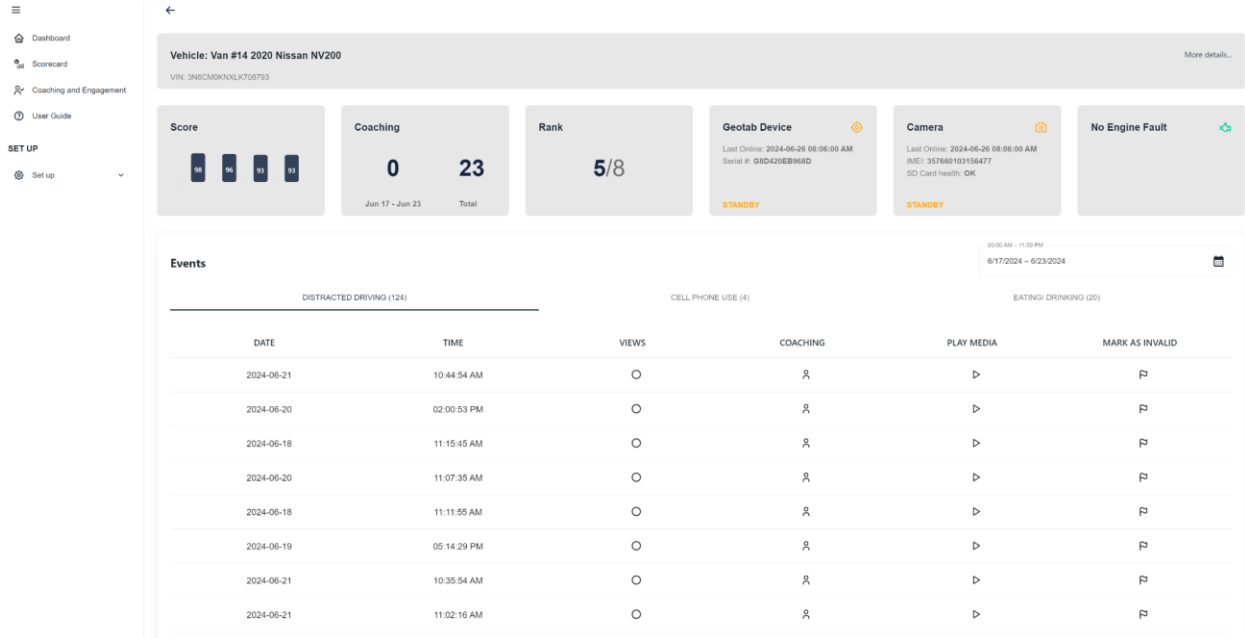 Dashboard
Scorecard
Coaching and Engagement
User Guide
SET UP
Set up
Vehicle: Van #14 2020 Nissan NV200
More details...
VIN: 3N6CM0KNXLK708793
Score
98 96 93 93
Coaching
0 23
Jun 17 - Jun 23 Total
Rank
5/8
Geotab Device
Last Online: 2024-06-26 08:06:00 AM
Serial #: G8D420EB968D
STANDBY
Camera
Last Online: 2024-06-26 08:06:00 AM
IMEI: 357660103156477
SD Card health: OK
STANDBY
No Engine Fault
Events
00:00 AM – 11:59 PM
6/17/2024 – 6/23/2024
DISTRACTED DRIVING (124) CELL PHONE USE (4) EATING/ DRINKING (20)
DATE TIME VIEWS COACHING PLAY MEDIA MARK AS INVALID
2024-06-21 10:44:54 AM
2024-06-20 02:00:53 PM
2024-06-18 11:15:45 AM
2024-06-20 11:07:35 AM
2024-06-18 11:11:55 AM
2024-06-19 05:14:29 PM
2024-06-21 10:35:54 AM
2024-06-21 11:02:16 AM